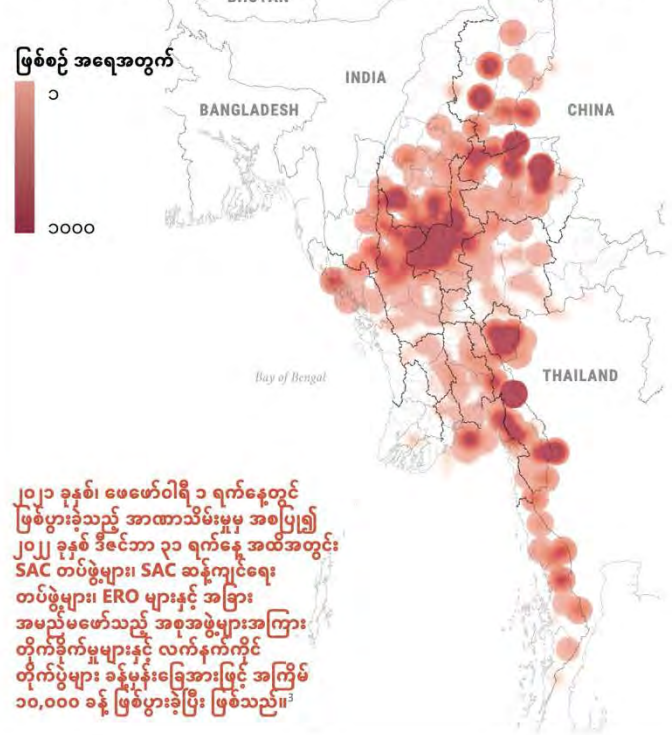 BHUTAN
ဖြစ်စဉ် အရေအတွက်
၁
၁၀၀၀
INDIA
BANGLADESH
CHINA
Bay of Bengal
THAILAND
၂၀၂၁ ခုနှစ်၊ ဖေဖော်ဝါရီ ၁ ရက်နေ့တွင်
ဖြစ်ပွားခဲ့သည့် အာဏာသိမ်းမှုမှ အစပြု၍
၂၀၂၂ ခုနှစ် ဒီဇင်ဘာ ၃၁ ရက်နေ့ အထိအတွင်း
SAC တပ်ဖွဲ့များ၊ SAC ဆန့်ကျင်ရေး
တပ်ဖွဲ့များ၊ ERO များနှင့် အခြား
အမည်မဖော်သည့် အစုအဖွဲ့များအကြား
တိုက်ခိုက်မှုများနှင့် လက်နက်ကိုင်
တိုက်ပွဲများ ခန့်မှန်းခြေအားဖြင့် အကြိမ်
၁၀,၀၀၀ ခန့် ဖြစ်ပွားခဲ့ပြီး ဖြစ်သည်။3